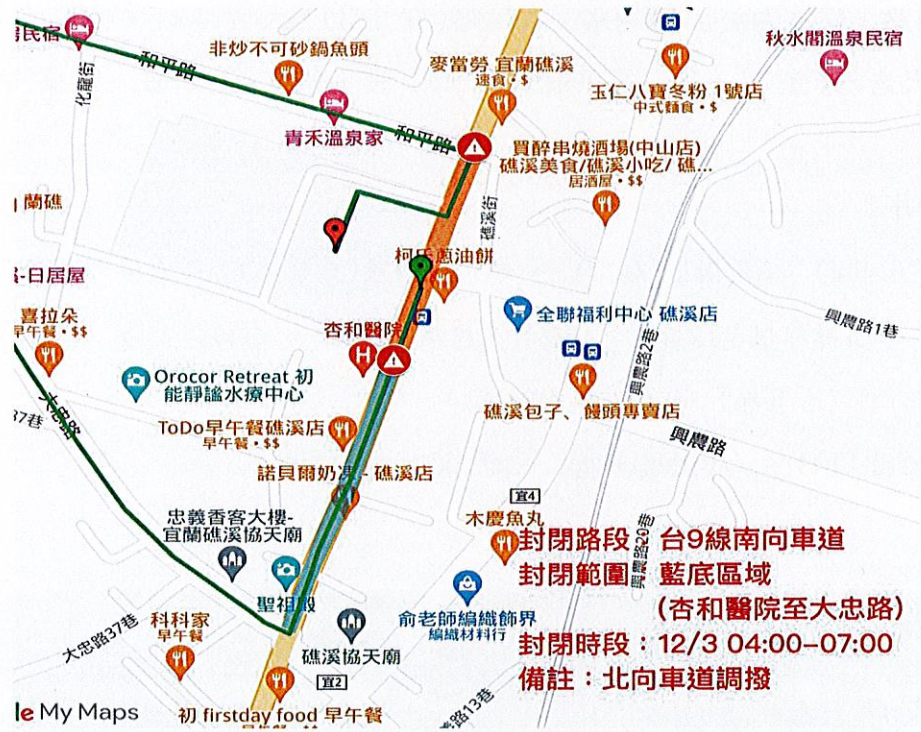 民宿
化龍街
非炒不可砂鍋魚頭
和平路
青禾溫泉家
和平路
麥當勞 宜蘭礁溪
速食・$
玉仁八寶冬粉 1號店
中式麵食・$
秋水閣溫泉民宿
買醉串燒酒場(中山店)
礁溪美食/礁溪小吃/ 礁...
居酒屋・$$
蘭礁
礁溪街
柯氏蔥油餅
-日居屋
喜拉朵
早午餐・$$
杏和醫院
H
全聯福利中心 礁溪店
興農路1巷
興農路2巷
Orocor Retreat 初
能靜謐水療中心
礁溪包子、饅頭專賣店
37巷
大忠路
ToDo早午餐礁溪店
早午餐・$$
興農路
諾貝爾奶凍 - 礁溪店
宜4
木慶魚丸
興農路20巷
忠義香客大樓-
宜蘭礁溪協天廟
聖祖殿
俞老師編織飾界
編織材料行
科科家
早午餐
大忠路37巷
礁溪協天廟
宜2
初 firstday food 早午餐
路13巷
le My Maps
封閉路段：台9線南向車道
封閉範圍：藍底區域
(杏和醫院至大忠路)
封閉時段：12/3 04:00–07:00
備註：北向車道調撥